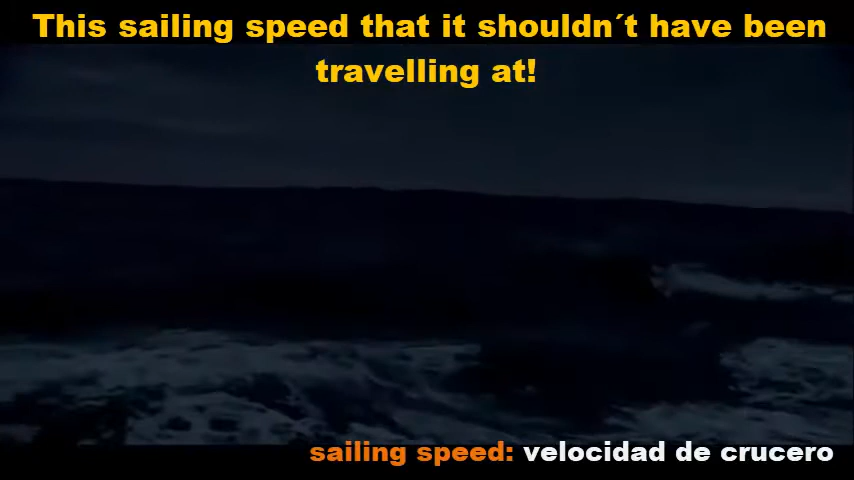 This sailing speed that it shouldn´t have been
travelling at!
sailing speed: velocidad de crucero